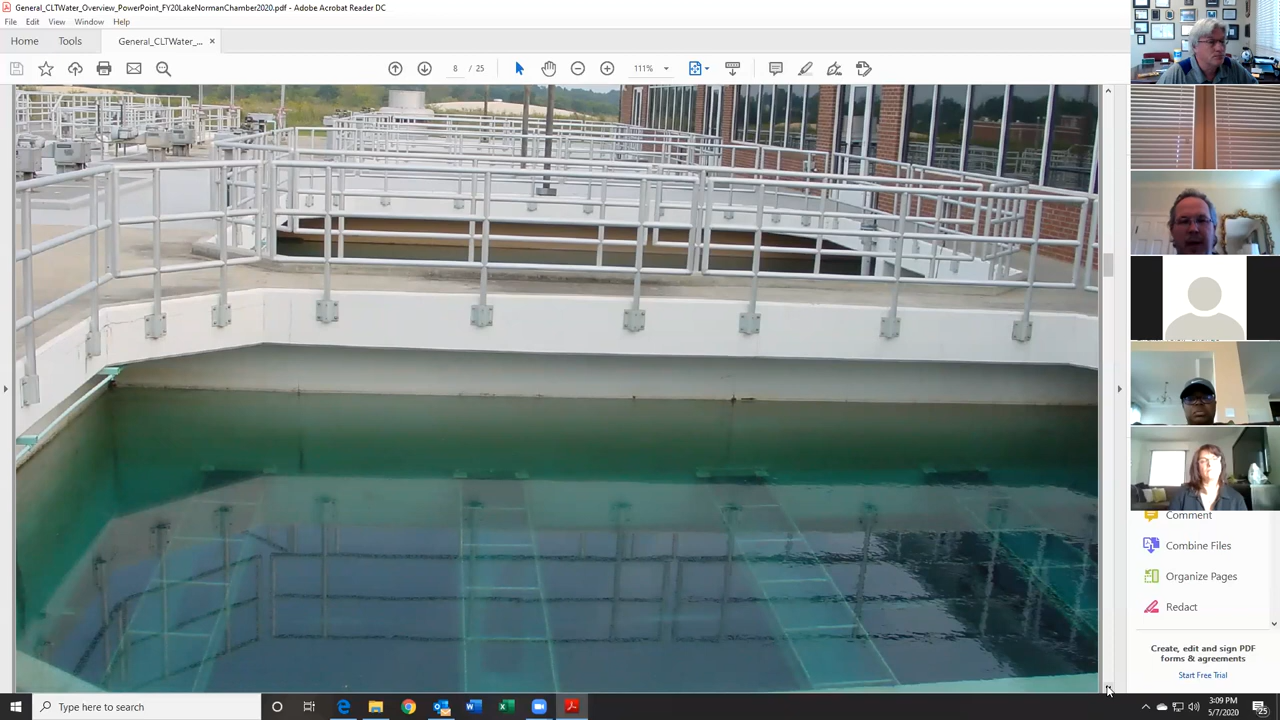 General_CLTWater_Overview_PowerPoint_FY20LakeNormanChamber2020.pdf - Adobe Acrobat Reader DC
File Edit View Window Help
Home Tools General_CLTWater_... ×
111%
Comment
Combine Files
Organize Pages
Redact
Create, edit and sign PDF
forms & agreements
Start Free Trial
Type here to search
3:09 PM
5/7/2020
25